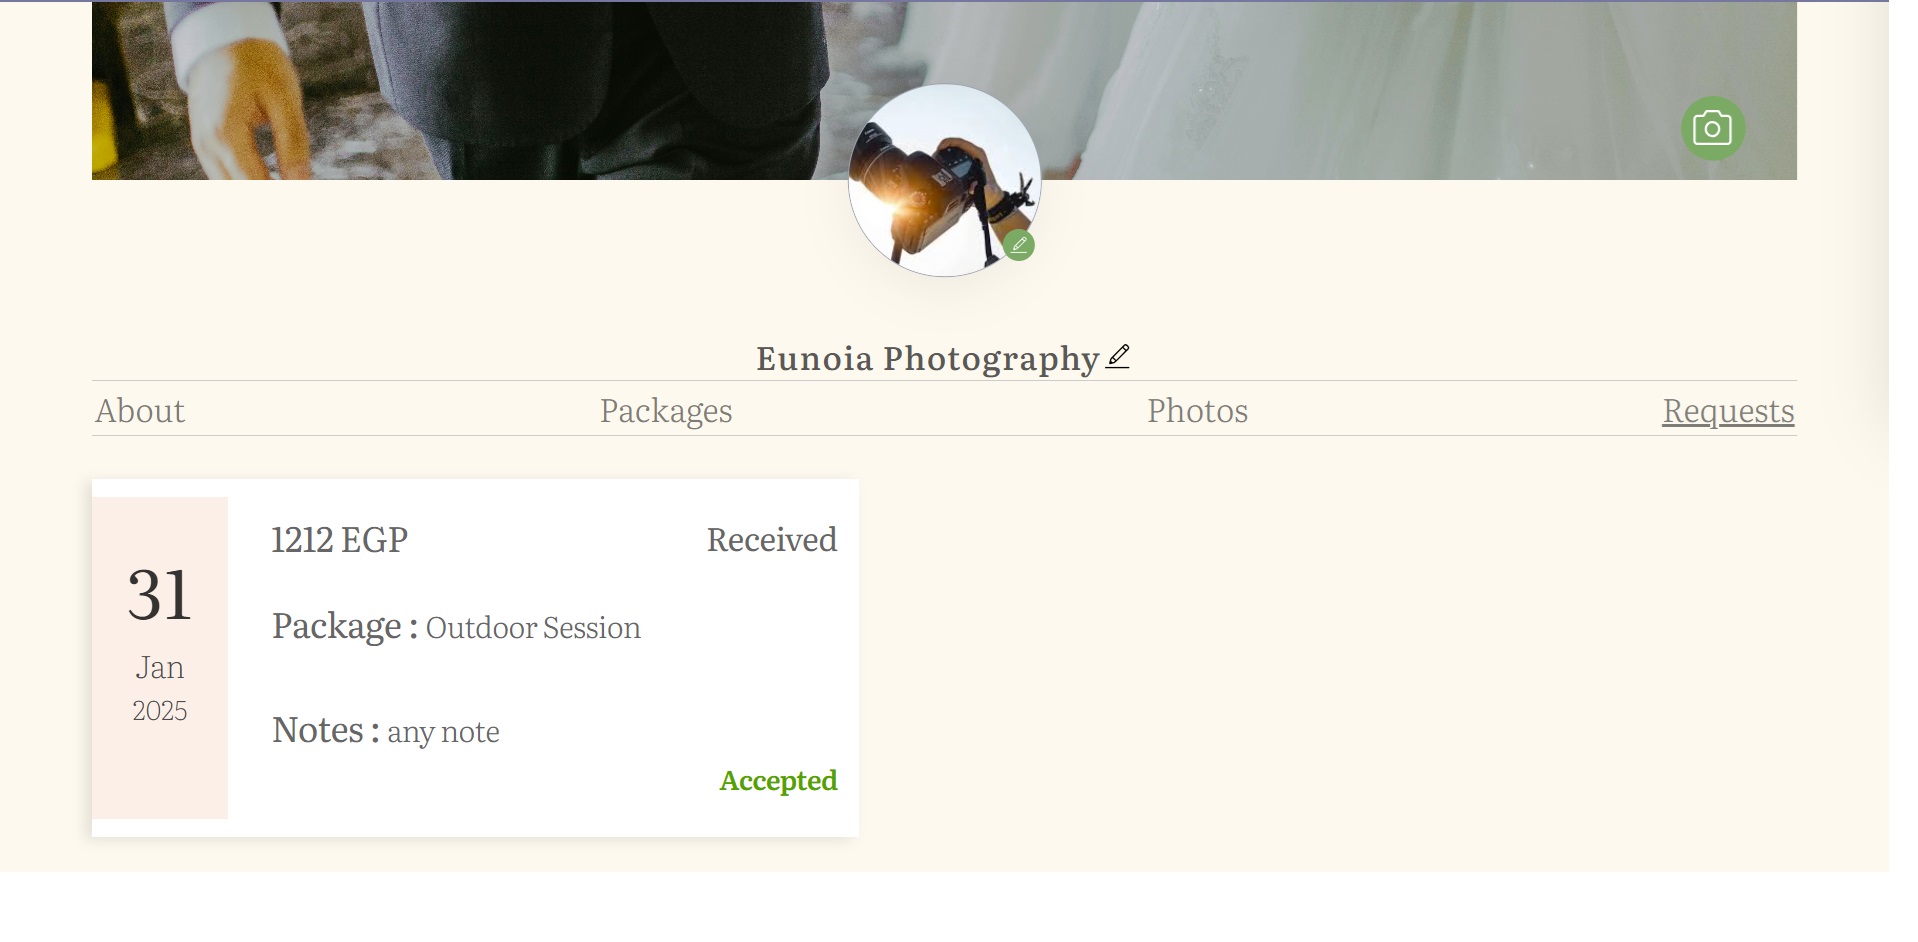 Eunoia Photography
About Packages Photos Requests
31
Jan
2025
1212 EGP Received
Package : Outdoor Session
Notes : any note
Accepted